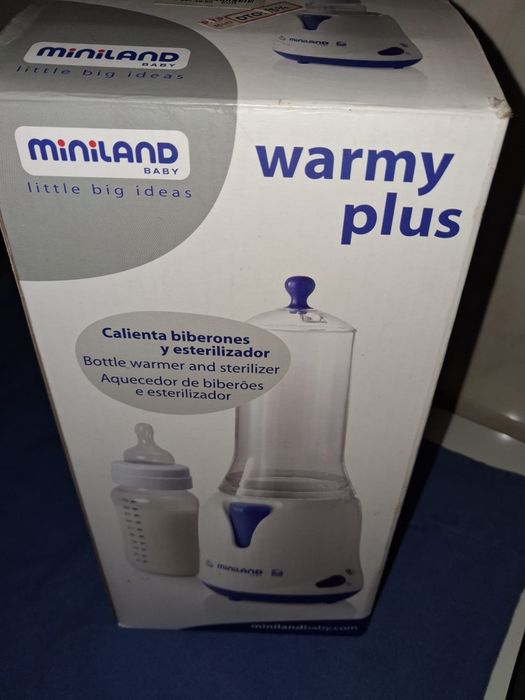 miniLAND
miniLAND
BABY
little big ideas
miniLAND
BABY
little big ideas
warmy
plus
Calienta biberones
y esterilizador
Bottle warmer and sterilizer
Aquecedor de biberões
e esterilizador
miniLAND
minilandbaby.com